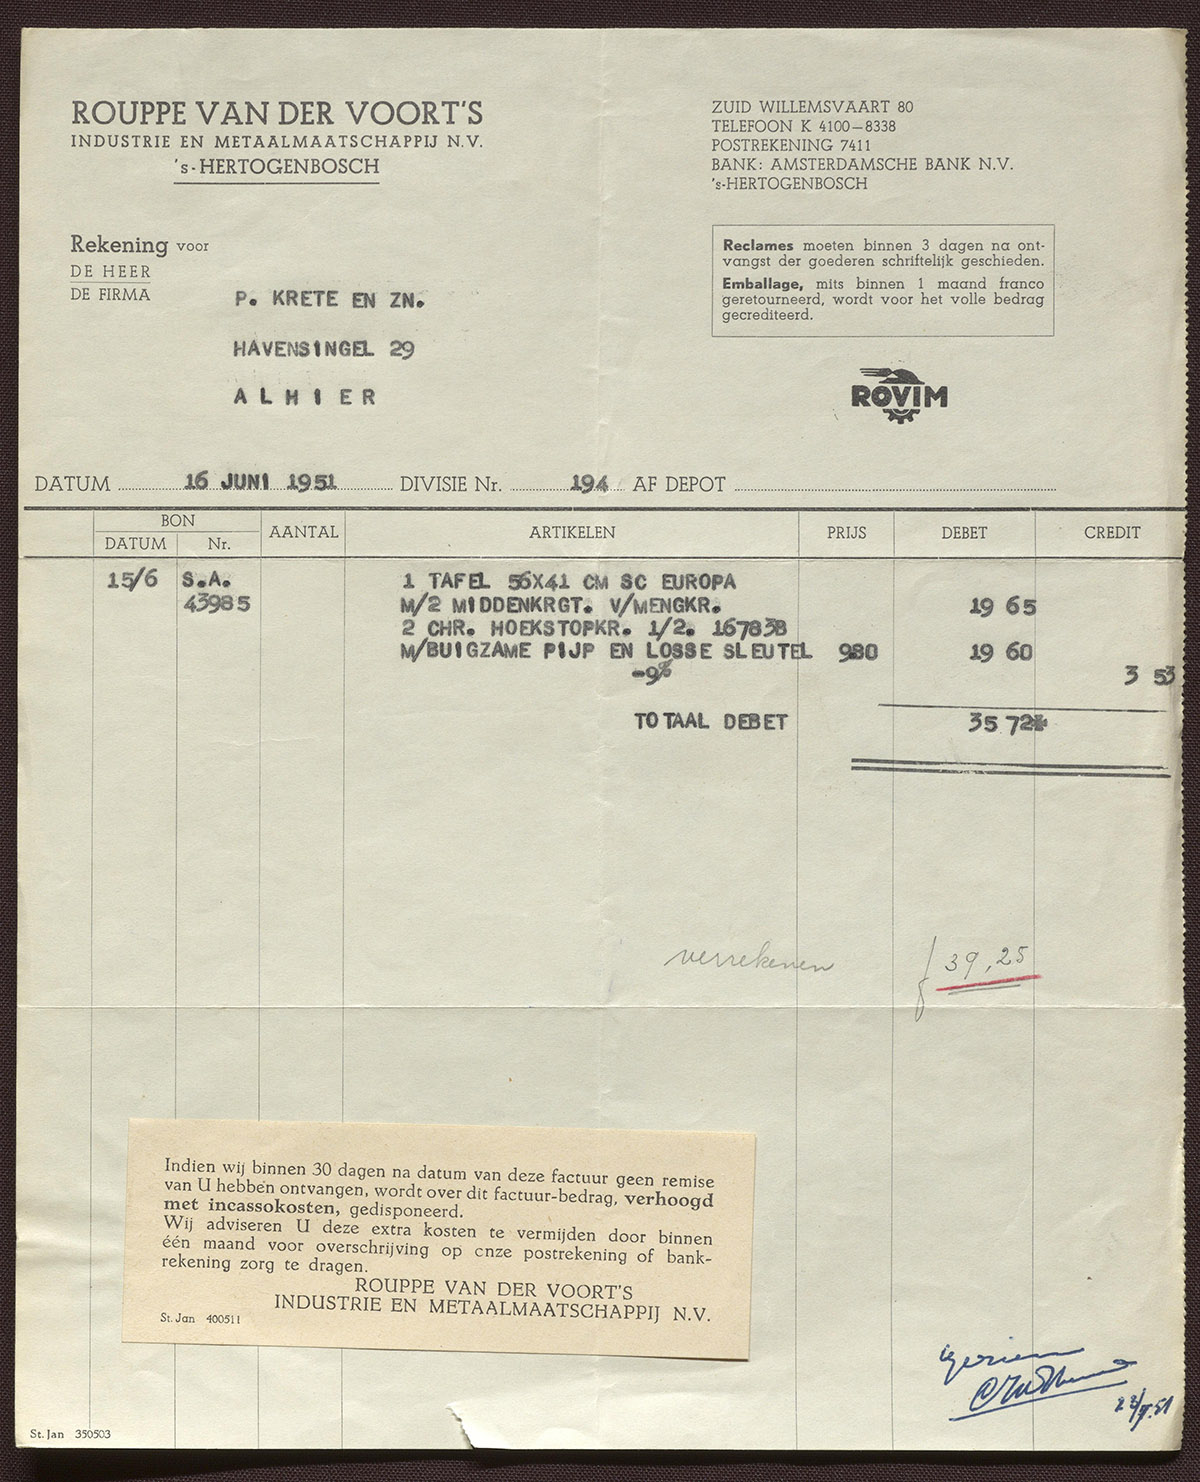 ROUPPE VAN DER VOORT'S
INDUSTRIE EN METAALMAATSCHAPPIJ N.V.
's-HERTOGENBOSCH
ZUID WILLEMSVAART 80
TELEFOON K 4100–8338
POSTREKENING 7411
BANK: AMSTERDAMSCHE BANK N.V.
's-HERTOGENBOSCH
Rekening voor
DE HEER
DE FIRMA
P. KRETE EN ZN.
HAVENSINGEL 29
ALHIER
Reclames moeten binnen 3 dagen na ont-
vangst der goederen schriftelijk geschieden.
Emballage, mits binnen 1 maand franco
geretourneerd, wordt voor het volle bedrag
gecrediteerd.
ROVIM
DATUM 16 JUNI 1951 DIVISIE Nr. 194 AF DEPOT
BON
DATUM Nr. AANTAL ARTIKELEN PRIJS DEBET CREDIT
15/6 S.A. 1 TAFEL 56X41 CM SC EUROPA
43985 M/2 MIDDENKRGT. V/MENGKR. 19 65
2 CHR. HOEKSTOPKR. 1/2. 16783B
M/BUIGZAME PIJP EN LOSSE SLEUTEL 980 19 60
-9% 3 53
TOTAAL DEBET 35 72
verrekenen f 39,25
Indien wij binnen 30 dagen na datum van deze factuur geen remise
van U hebben ontvangen, wordt over dit factuur-bedrag, verhoogd
met incassokosten, gedisponeerd.
Wij adviseren U deze extra kosten te vermijden door binnen
één maand voor overschrijving op onze postrekening of bank-
rekening zorg te dragen.
ROUPPE VAN DER VOORT'S
INDUSTRIE EN METAALMAATSCHAPPIJ N.V.
St. Jan 400511
St. Jan 350503